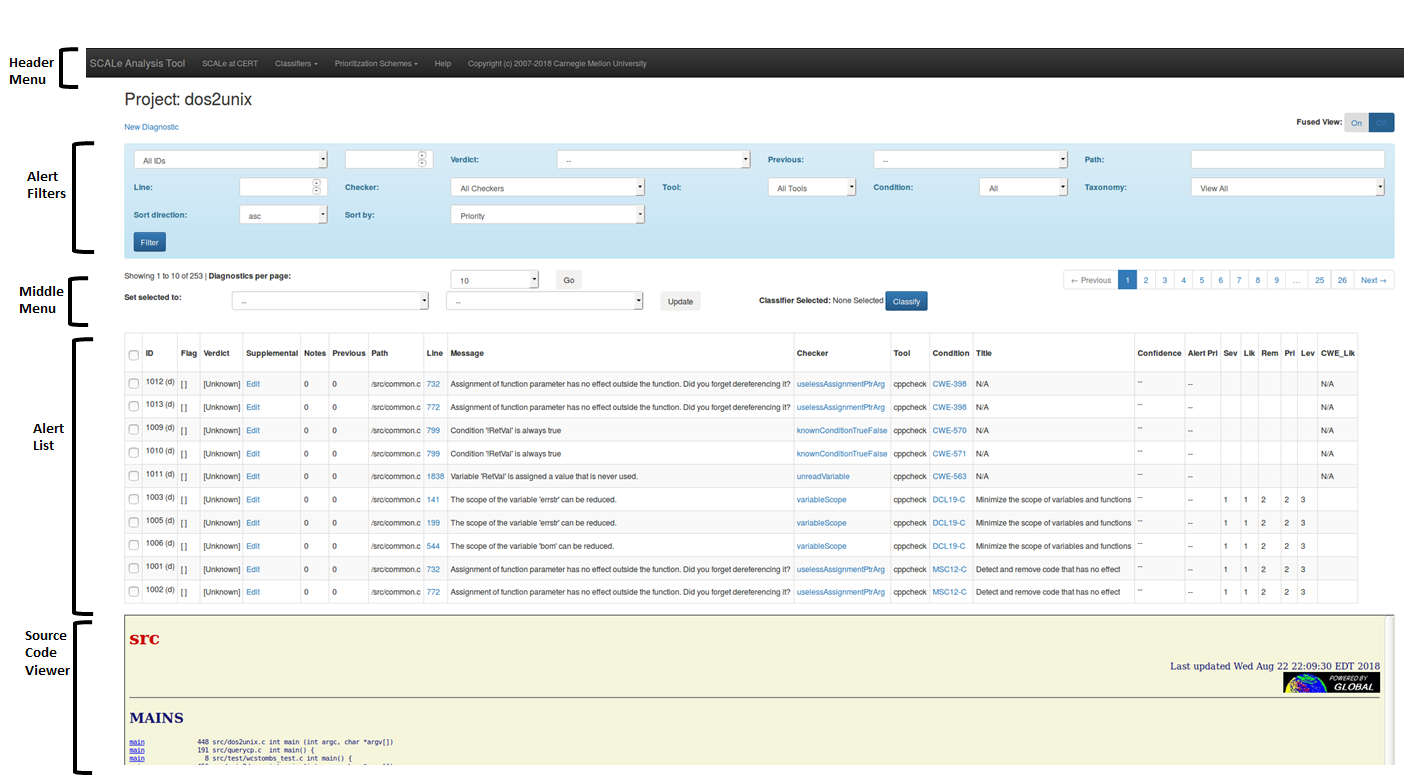 Header Menu
SCALe Analysis Tool SCALe at CERT Classifiers Prioritization Schemes Help Copyright (c) 2007-2018 Carnegie Mellon University
Project: dos2unix
New Diagnostic
Fused View: On Off
Alert Filters
All IDs Verdict: -- Previous: -- Path:
Line: Checker: All Checkers Tool: All Tools Condition: All Taxonomy: View All
Sort direction: asc Sort by: Priority
Filter
Middle Menu
Showing 1 to 10 of 253 | Diagnostics per page: 10 Go
← Previous 1 2 3 4 5 6 7 8 9 … 25 26 Next →
Set selected to: -- -- Update Classifier Selected: None Selected Classify
Alert List
ID Flag Verdict Supplemental Notes Previous Path Line Message Checker Tool Condition Title Confidence Alert Pri Sev Lik Rem Pri Lev CWE_Lik
1012 (d) [ ] [Unknown] Edit 0 0 /src/common.c 732 Assignment of function parameter has no effect outside the function. Did you forget dereferencing it? uselessAssignmentPtrArg cppcheck CWE-398 N/A -- -- N/A
1013 (d) [ ] [Unknown] Edit 0 0 /src/common.c 772 Assignment of function parameter has no effect outside the function. Did you forget dereferencing it? uselessAssignmentPtrArg cppcheck CWE-398 N/A -- -- N/A
1009 (d) [ ] [Unknown] Edit 0 0 /src/common.c 799 Condition '!RetVal' is always true knownConditionTrueFalse cppcheck CWE-570 N/A -- -- N/A
1010 (d) [ ] [Unknown] Edit 0 0 /src/common.c 799 Condition '!RetVal' is always true knownConditionTrueFalse cppcheck CWE-571 N/A -- -- N/A
1011 (d) [ ] [Unknown] Edit 0 0 /src/common.c 1838 Variable 'RetVal' is assigned a value that is never used. unreadVariable cppcheck CWE-563 N/A -- -- N/A
1003 (d) [ ] [Unknown] Edit 0 0 /src/common.c 141 The scope of the variable 'errstr' can be reduced. variableScope cppcheck DCL19-C Minimize the scope of variables and functions -- -- 1 1 2 2 3
1005 (d) [ ] [Unknown] Edit 0 0 /src/common.c 199 The scope of the variable 'errstr' can be reduced. variableScope cppcheck DCL19-C Minimize the scope of variables and functions -- -- 1 1 2 2 3
1006 (d) [ ] [Unknown] Edit 0 0 /src/common.c 544 The scope of the variable 'bom' can be reduced. variableScope cppcheck DCL19-C Minimize the scope of variables and functions -- -- 1 1 2 2 3
1001 (d) [ ] [Unknown] Edit 0 0 /src/common.c 732 Assignment of function parameter has no effect outside the function. Did you forget dereferencing it? uselessAssignmentPtrArg cppcheck MSC12-C Detect and remove code that has no effect -- -- 1 1 2 2 3
1002 (d) [ ] [Unknown] Edit 0 0 /src/common.c 772 Assignment of function parameter has no effect outside the function. Did you forget dereferencing it? uselessAssignmentPtrArg cppcheck MSC12-C Detect and remove code that has no effect -- -- 1 1 2 2 3
Source Code Viewer
src
Last updated Wed Aug 22 22:09:30 EDT 2018
POWERED BY
GLOBAL
MAINS
main 448 src/dos2unix.c int main (int argc, char *argv[])
main 191 src/querycp.c int main() {
main 8 src/test/wcstombs_test.c int main() {